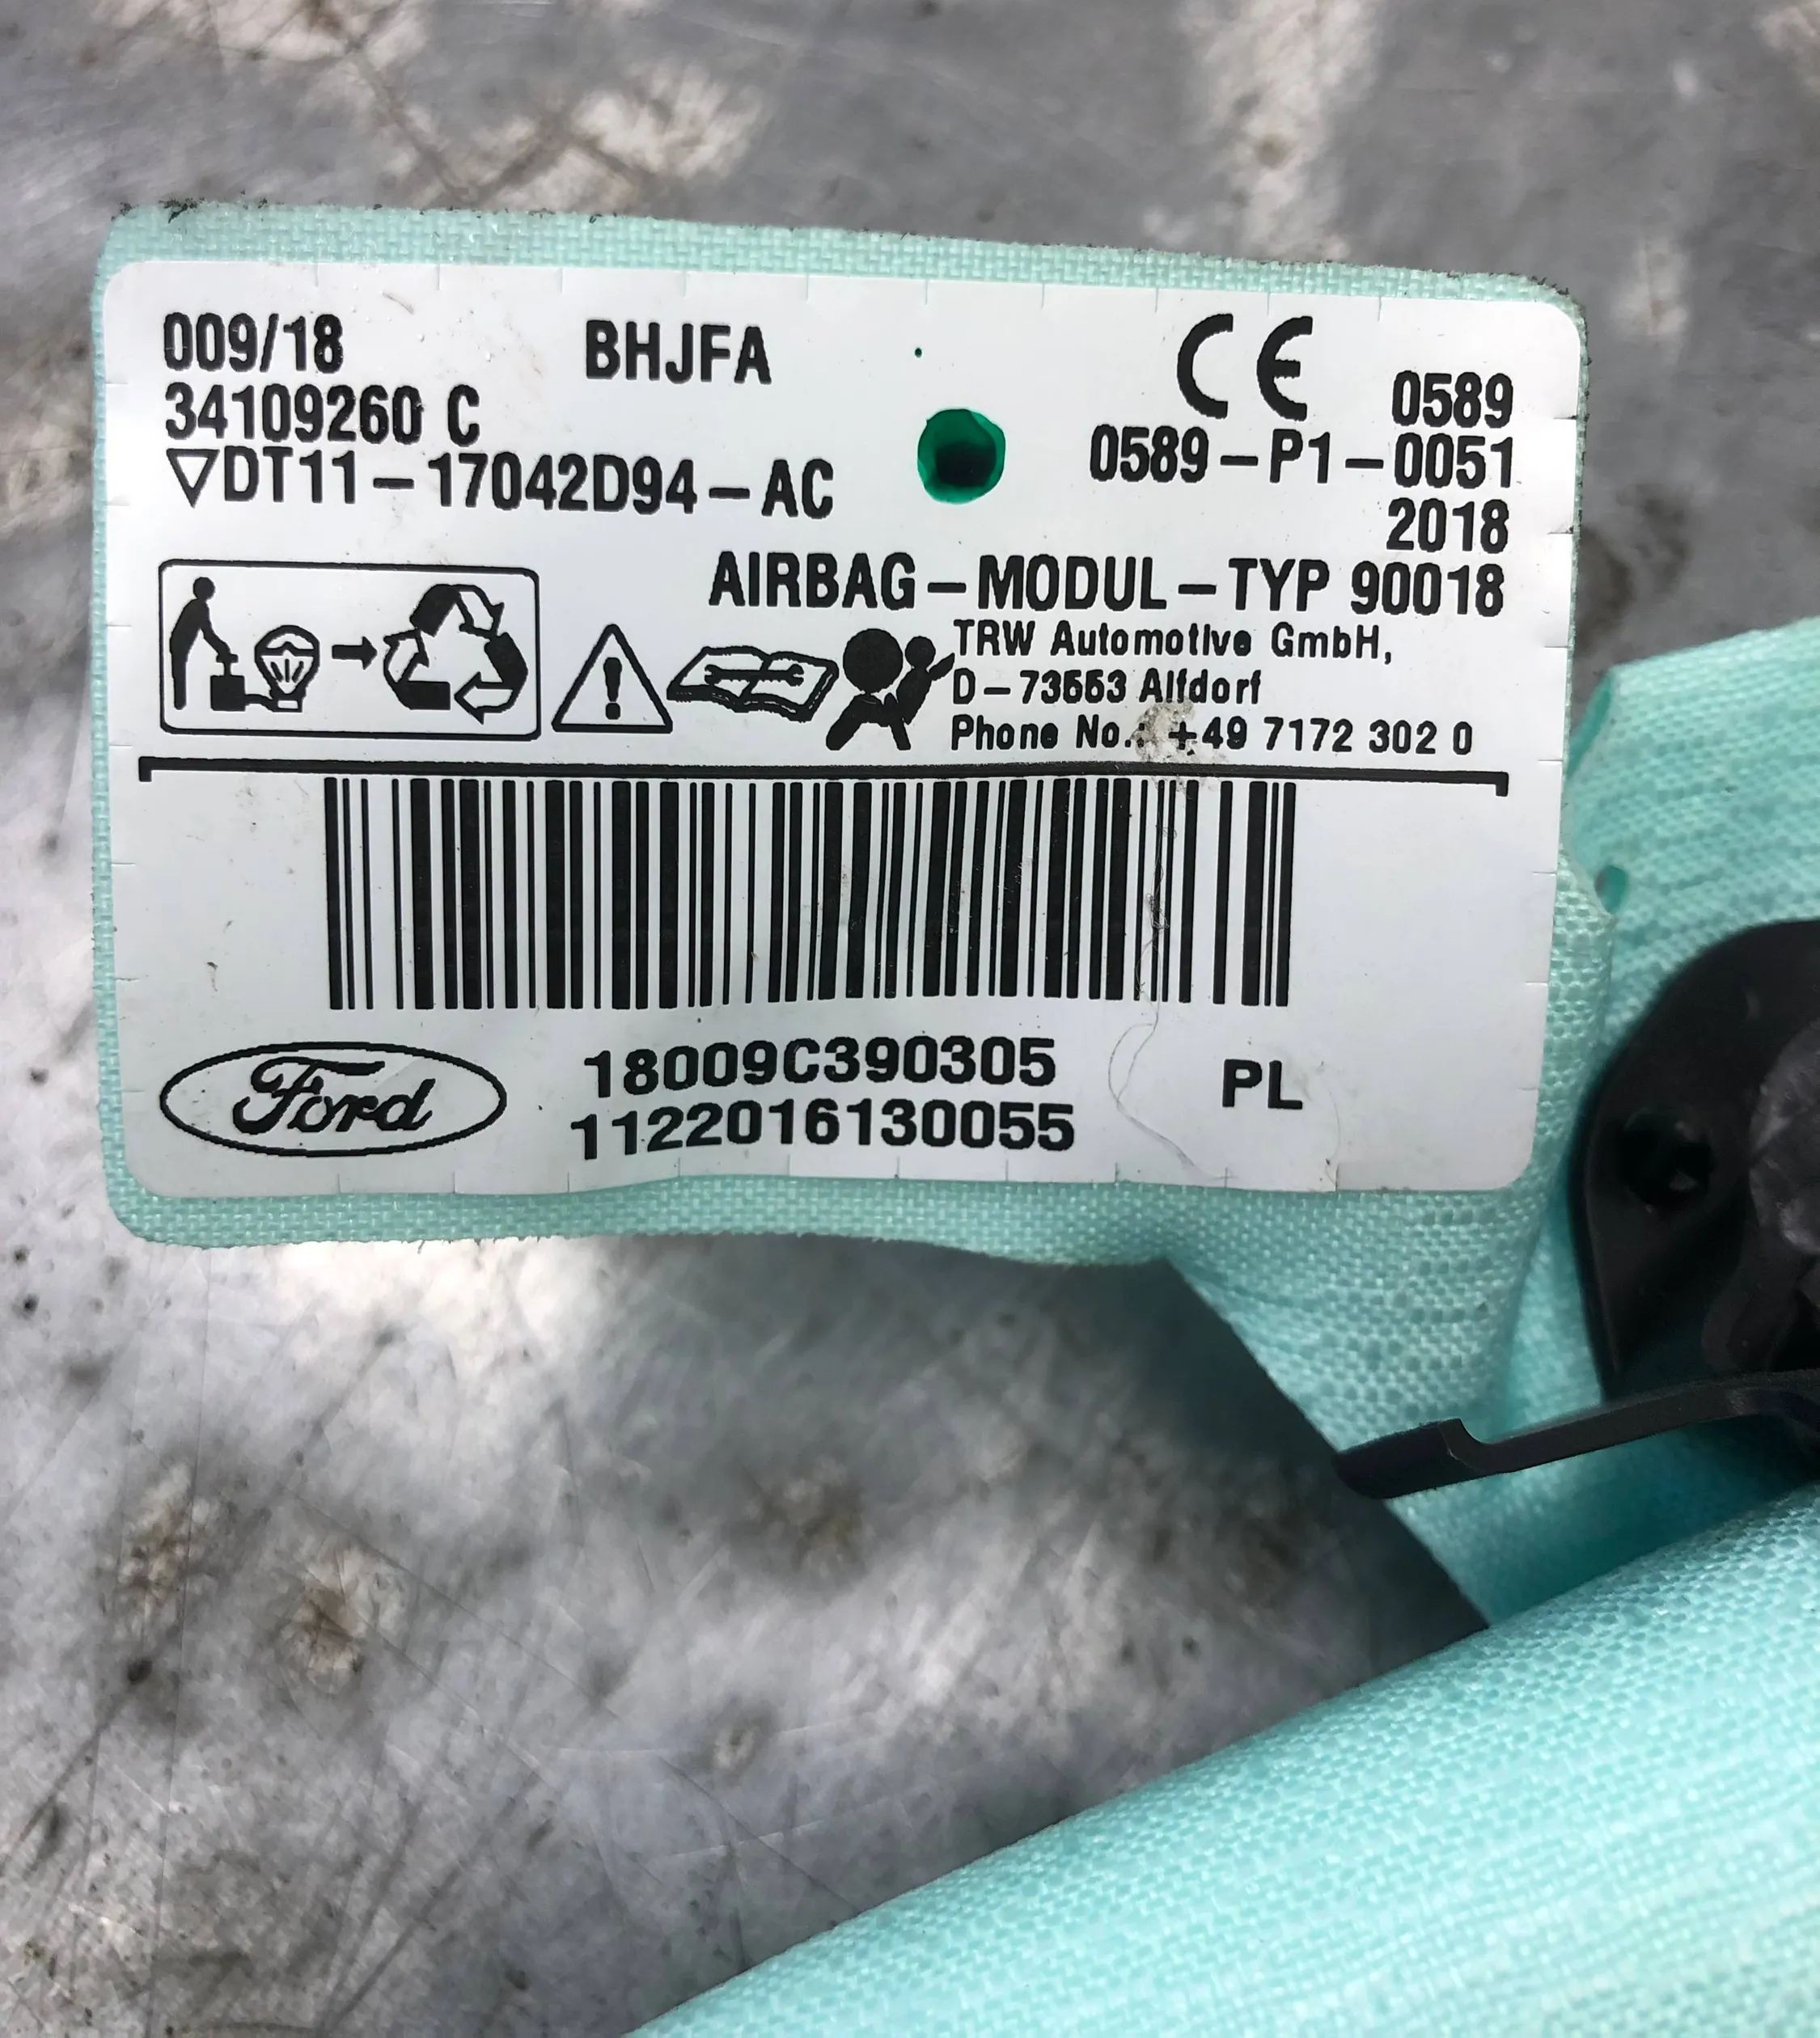 009/18 BHJFA CE 0589
34109260 C 0589-P1-0051
▽DT11-17042D94-AC 2018
AIRBAG-MODUL-TYP 90018
TRW Automotive GmbH,
D-73553 Alfdorf
Phone No.: +49 7172 302 0
Ford 18009C390305 PL
1122016130055